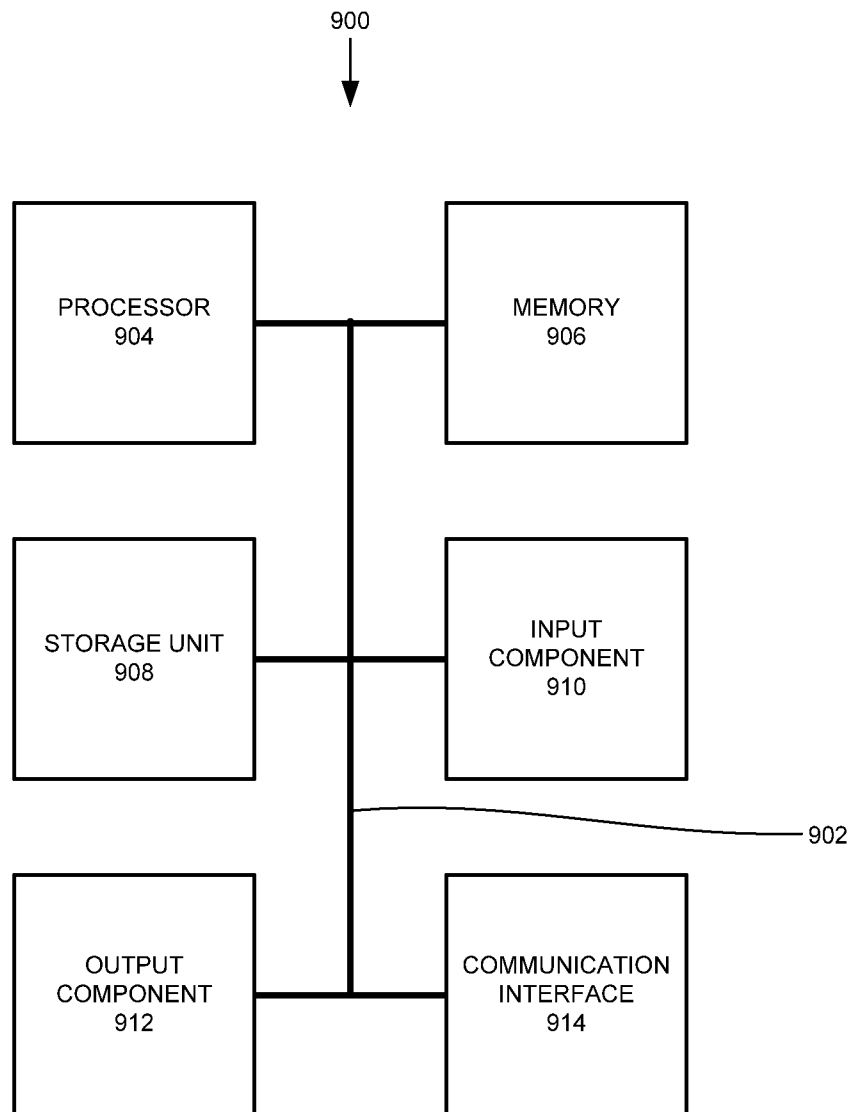 900
PROCESSOR
904
MEMORY
906
STORAGE UNIT
908
INPUT
COMPONENT
910
902
OUTPUT
COMPONENT
912
COMMUNICATION
INTERFACE
914